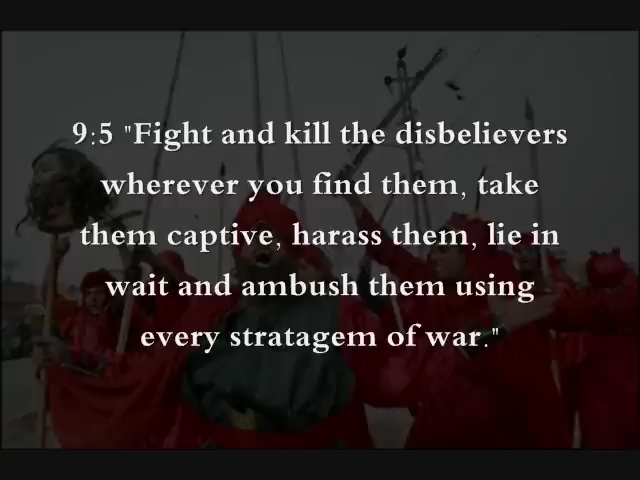 9:5 "Fight and kill the disbelievers
wherever you find them, take
them captive, harass them, lie in
wait and ambush them using
every stratagem of war."